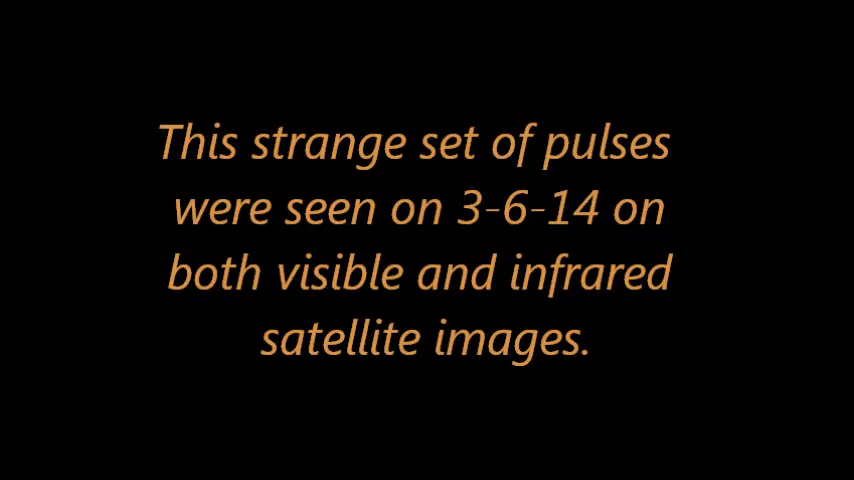 This strange set of pulses
were seen on 3-6-14 on
both visible and infrared
satellite images.